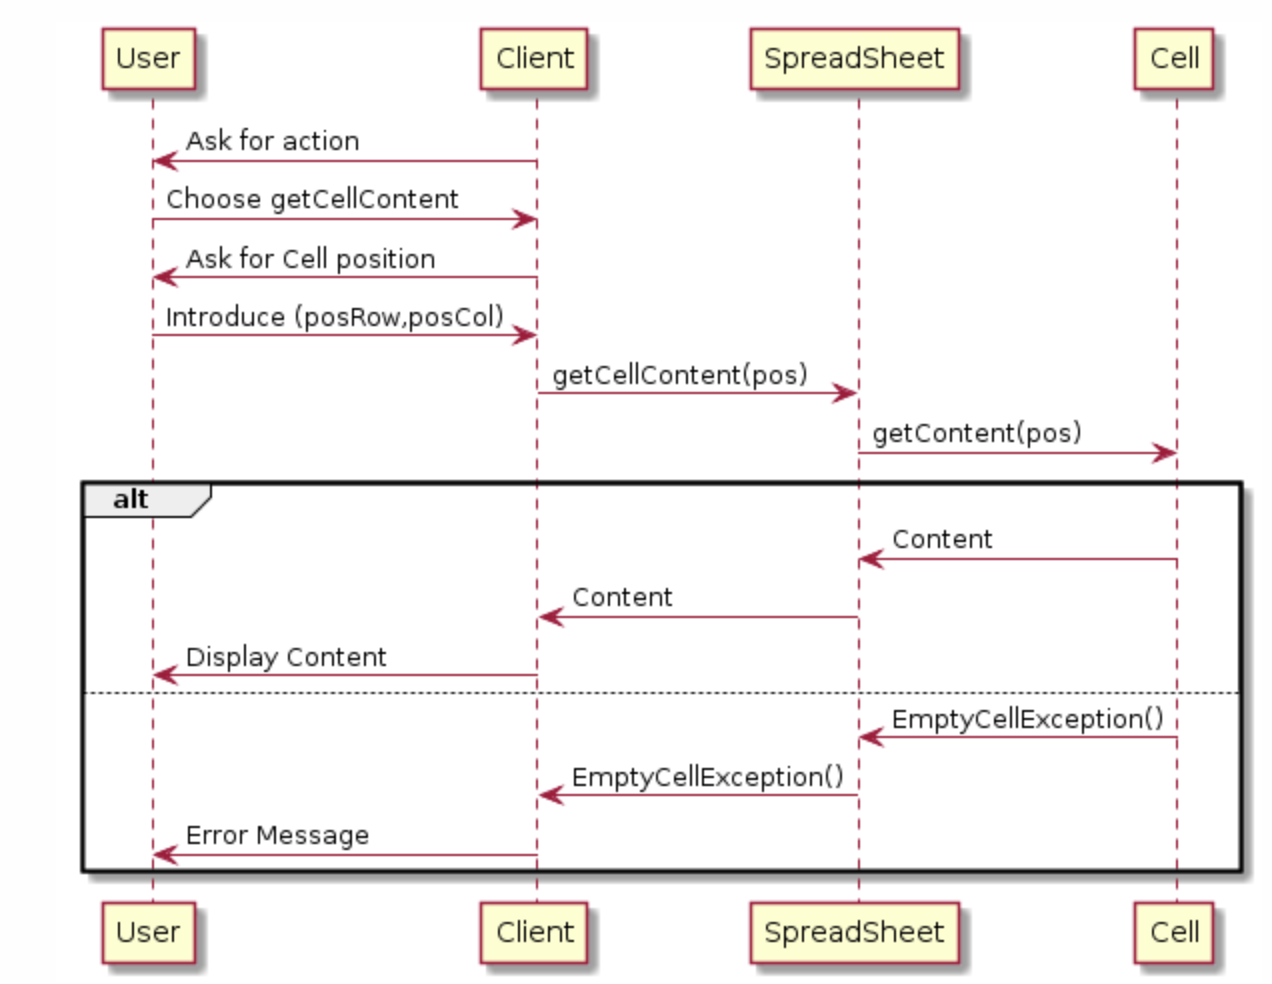 User
Client
SpreadSheet
Cell
Ask for action
Choose getCellContent
Ask for Cell position
Introduce (posRow,posCol)
getCellContent(pos)
getContent(pos)
alt
Content
Content
Display Content
EmptyCellException()
EmptyCellException()
Error Message
User
Client
SpreadSheet
Cell